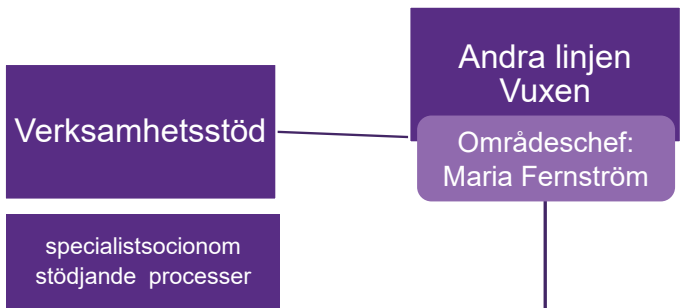 Andra linjen
Vuxen
Områdeschef:
Maria Fernström
Verksamhetsstöd
specialistsocionom
stödjande processer